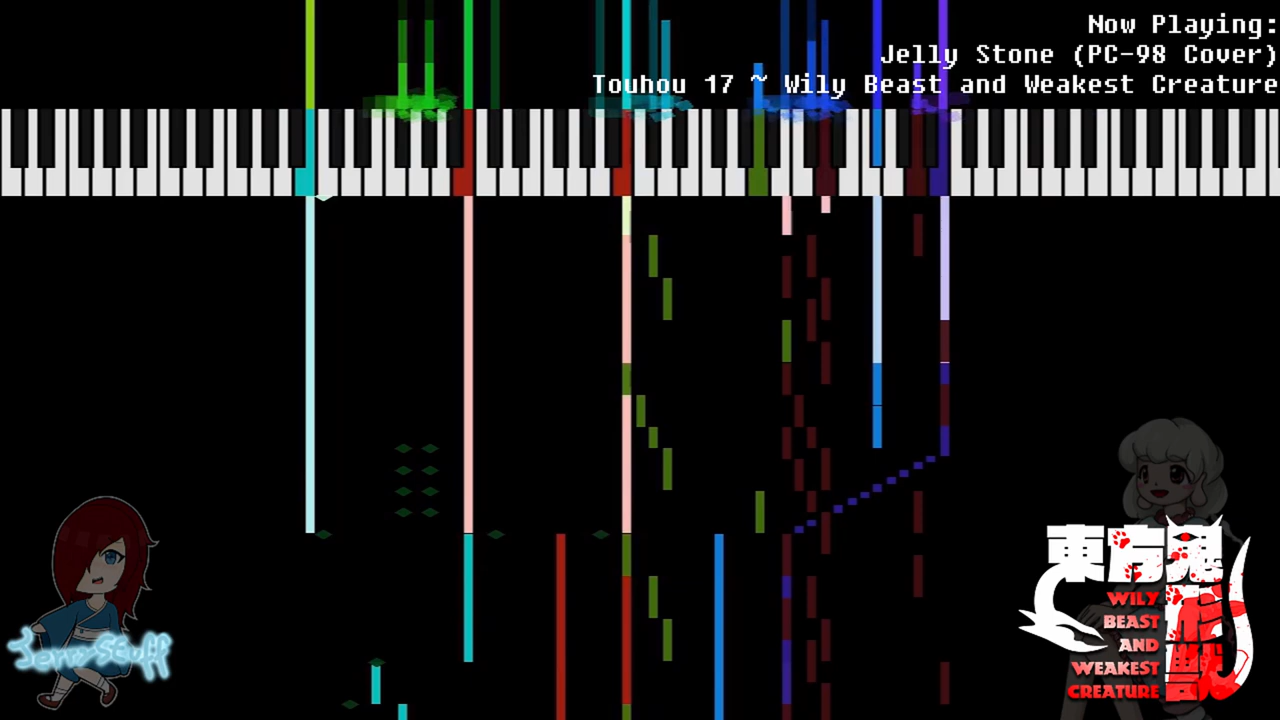 Now Playing:
Jelly Stone (PC-98 Cover)
Touhou 17 ~ Wily Beast and Weakest Creature
JerryStuff
東方鬼形獣
WILY
BEAST
AND
WEAKEST
CREATURE